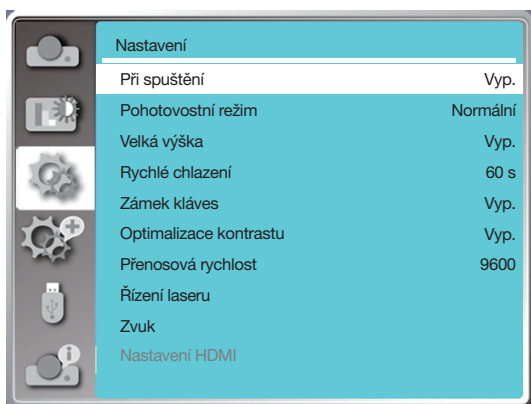 Nastavení
Při spuštění Vyp.
Pohotovostní režim Normální
Velká výška Vyp.
Rychlé chlazení 60 s
Zámek kláves Vyp.
Optimalizace kontrastu Vyp.
Přenosová rychlost 9600
Řízení laseru
Zvuk
Nastavení HDMI